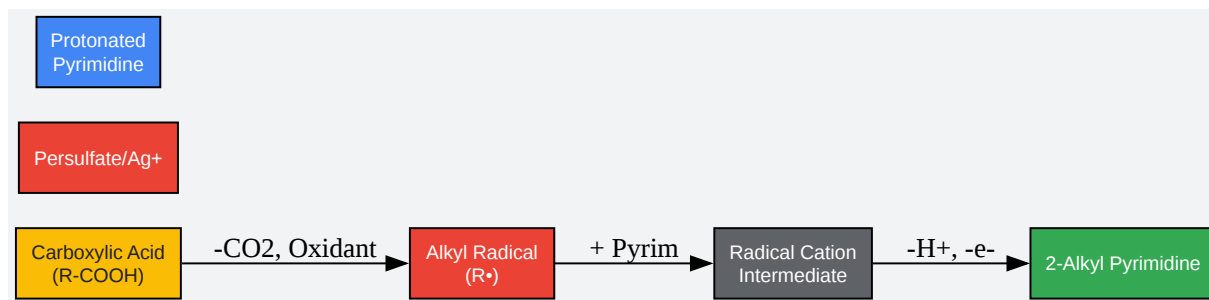 Protonated
Pyrimidine
Persulfate/Ag+
Carboxylic Acid
(R-COOH)
-CO2, Oxidant
Alkyl Radical
(R•)
+ Pyrim
Radical Cation
Intermediate
-H+, -e-
2-Alkyl Pyrimidine